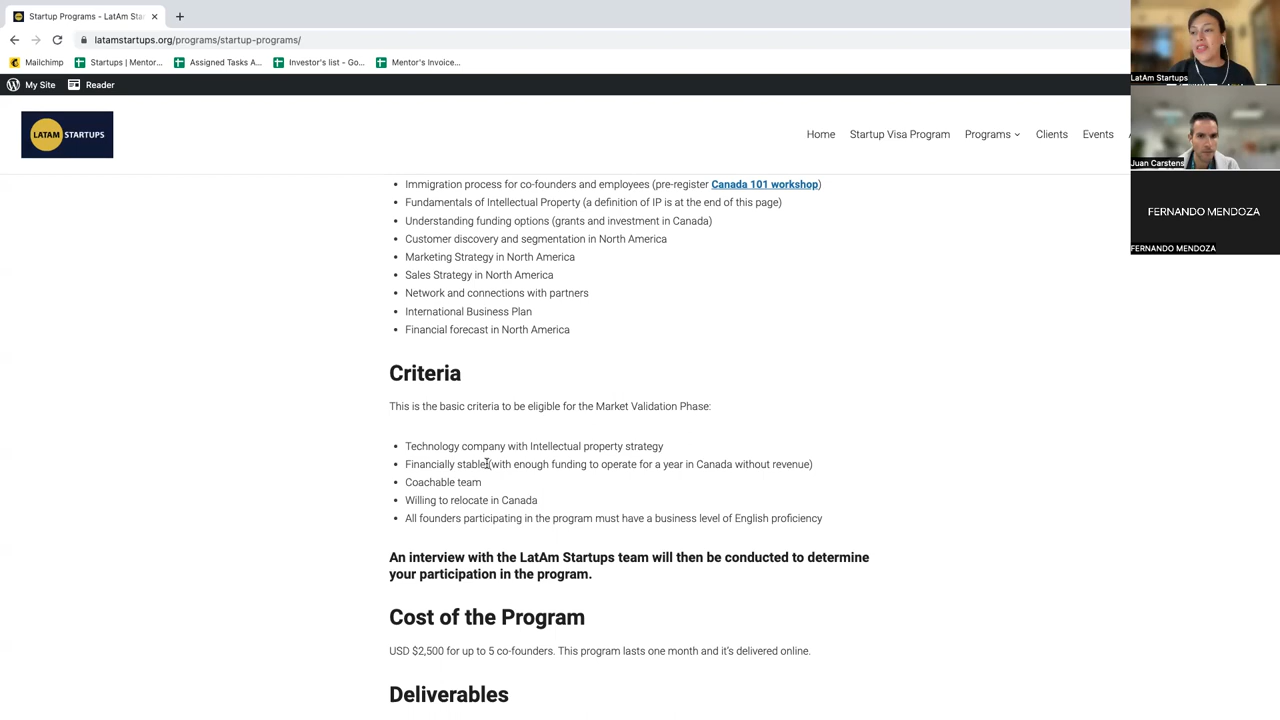 Startup Programs - LatAm Sta
latamstartups.org/programs/startup-programs/
Mailchimp
Startups | Mentor...
Assigned Tasks A...
Investor's list - Go...
Mentor's Invoice...
LatAm Startups
My Site
Reader
LATAM STARTUPS
Home
Startup Visa Program
Programs
Clients
Events
Juan Carstens
• Immigration process for co-founders and employees (pre-register Canada 101 workshop)
• Fundamentals of Intellectual Property (a definition of IP is at the end of this page)
• Understanding funding options (grants and investment in Canada)
• Customer discovery and segmentation in North America
• Marketing Strategy in North America
• Sales Strategy in North America
• Network and connections with partners
• International Business Plan
• Financial forecast in North America
FERNANDO MENDOZA
FERNANDO MENDOZA
Criteria
This is the basic criteria to be eligible for the Market Validation Phase:
• Technology company with Intellectual property strategy
• Financially stable (with enough funding to operate for a year in Canada without revenue)
• Coachable team
• Willing to relocate in Canada
• All founders participating in the program must have a business level of English proficiency
An interview with the LatAm Startups team will then be conducted to determine
your participation in the program.
Cost of the Program
USD $2,500 for up to 5 co-founders. This program lasts one month and it's delivered online.
Deliverables